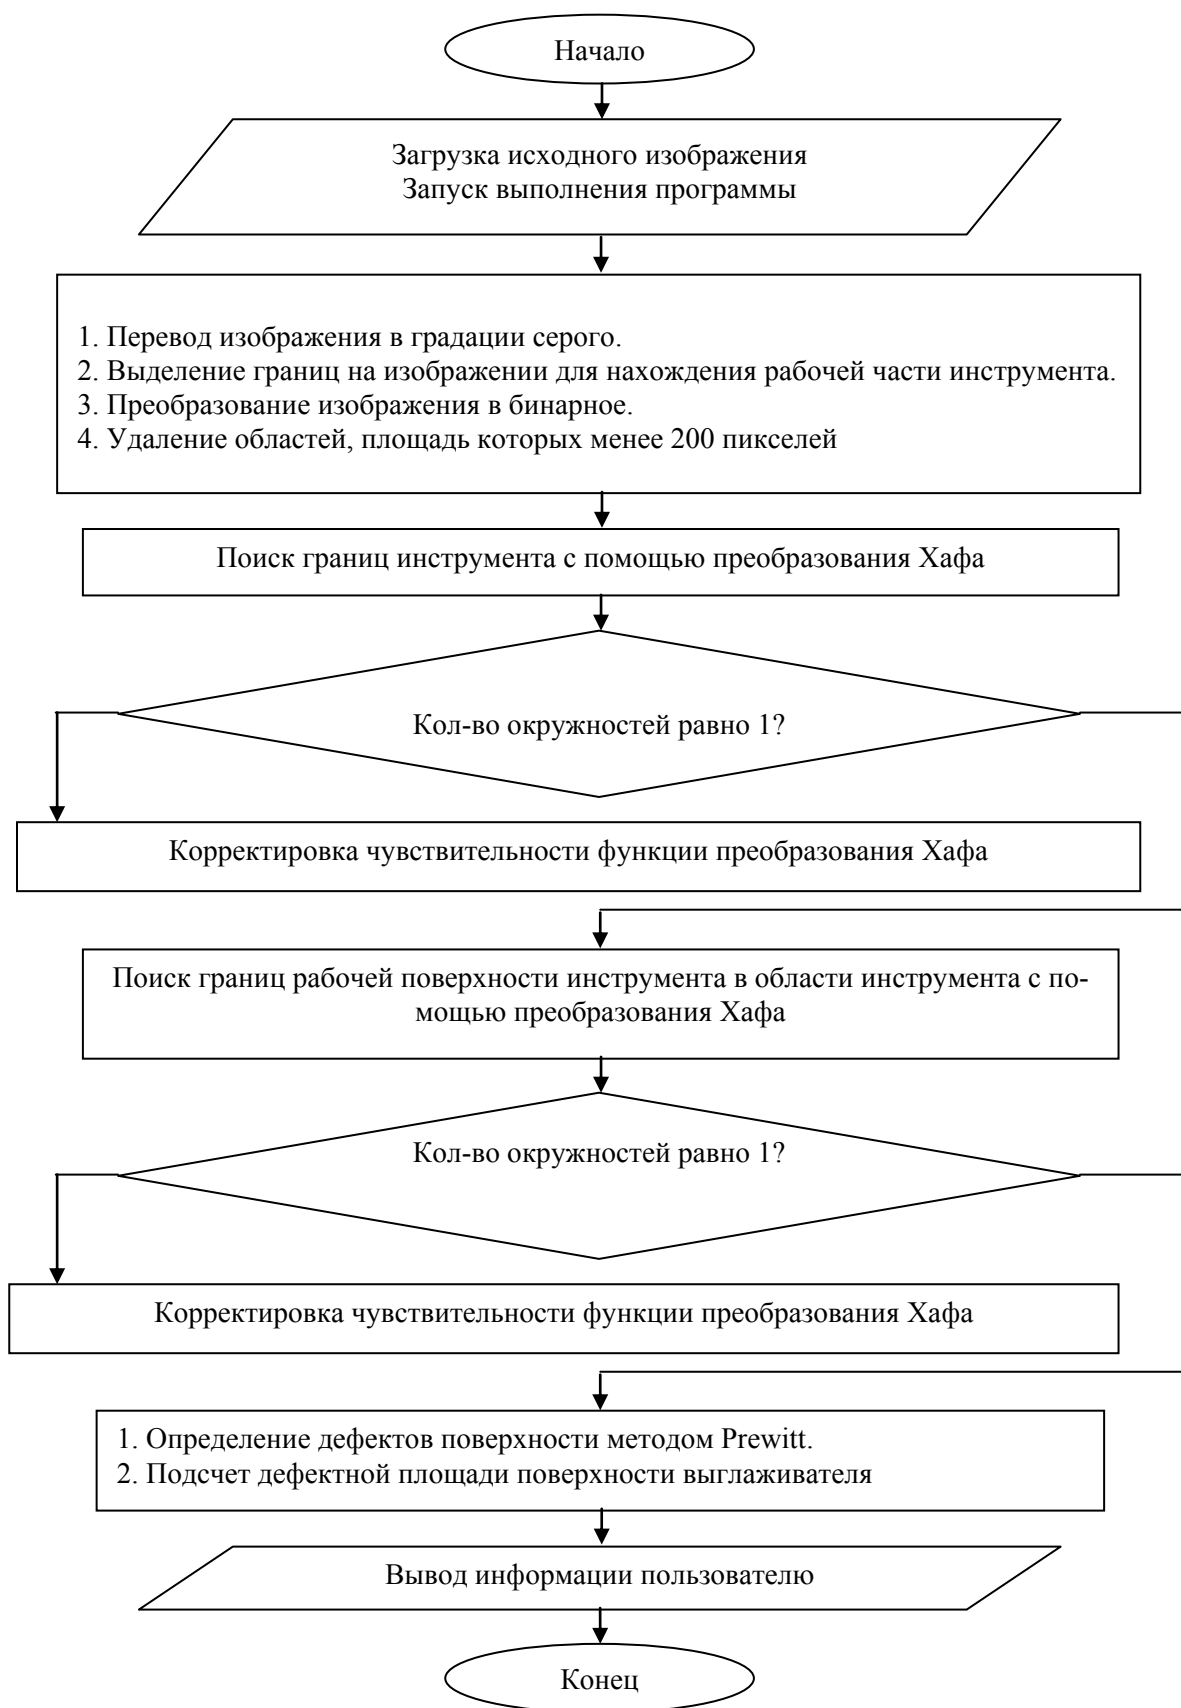 Начало
Загрузка исходного изображения
Запуск выполнения программы
1. Перевод изображения в градации серого.
2. Выделение границ на изображении для нахождения рабочей части инструмента.
3. Преобразование изображения в бинарное.
4. Удаление областей, площадь которых менее 200 пикселей
Поиск границ инструмента с помощью преобразования Хафа
Кол-во окружностей равно 1?
Корректировка чувствительности функции преобразования Хафа
Поиск границ рабочей поверхности инструмента в области инструмента с по-
мощью преобразования Хафа
Кол-во окружностей равно 1?
Корректировка чувствительности функции преобразования Хафа
1. Определение дефектов поверхности методом Prewitt.
2. Подсчет дефектной площади поверхности выглаживателя
Вывод информации пользователю
Конец